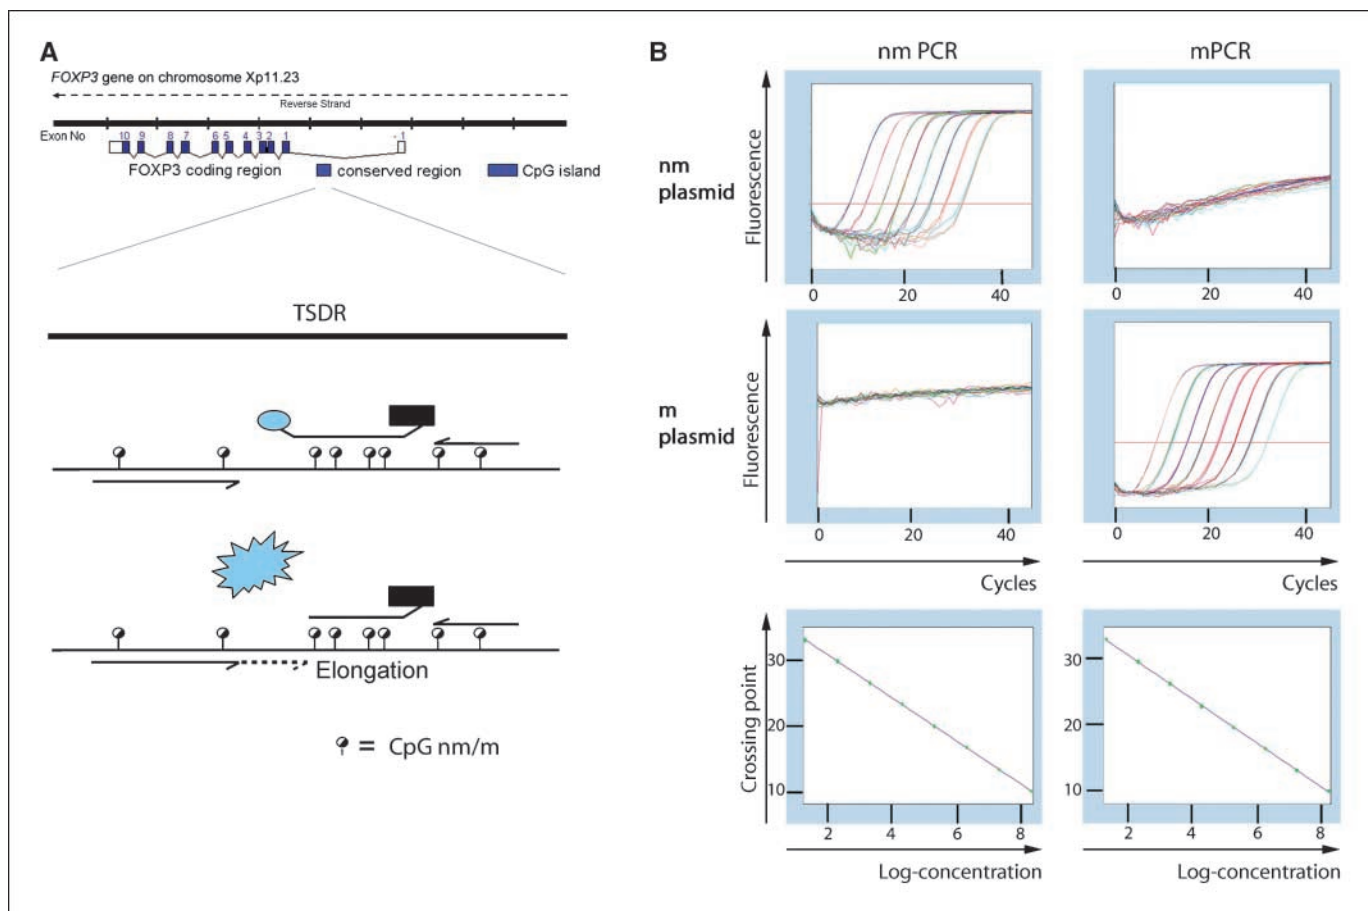 A
FOXP3 gene on chromosome Xp11.23
Reverse Strand
Exon No 10 9 8 7 6 5 4 3 2 1 -1
FOXP3 coding region conserved region CpG island
TSDR
Elongation
= CpG nm/m
B
nm PCR mPCR
nm plasmid
Fluorescence
0 20 40
0 20 40
m plasmid
Fluorescence
0 20 40
0 20 40
Cycles Cycles
Crossing point
30
20
10
2 4 6 8
30
20
10
2 4 6 8
Log-concentration Log-concentration